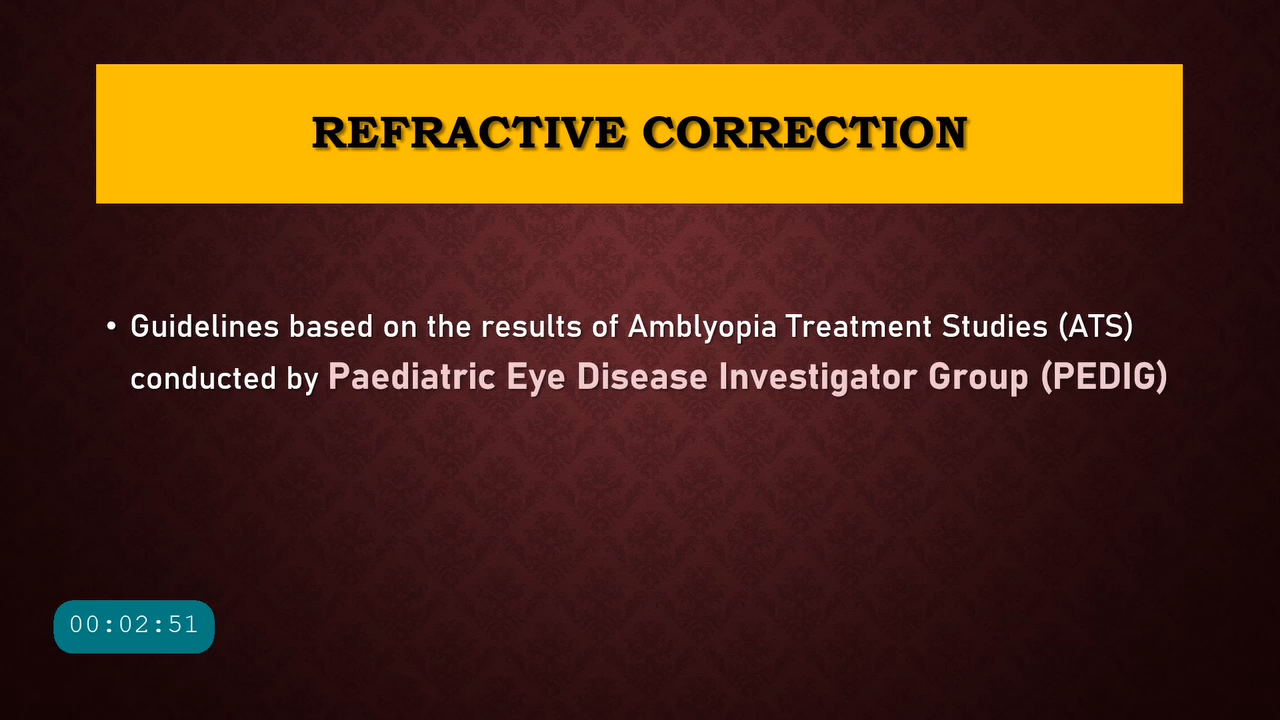 REFRACTIVE CORRECTION
• Guidelines based on the results of Amblyopia Treatment Studies (ATS)
conducted by Paediatric Eye Disease Investigator Group (PEDIG)
00:02:51